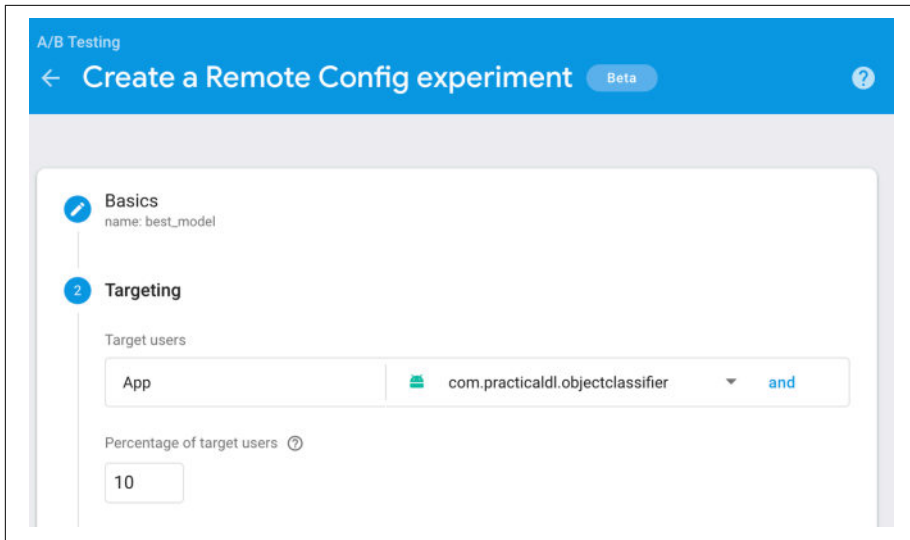 A/B Testing
Create a Remote Config experiment Beta
Basics
name: best_model
2 Targeting
Target users
App com.practicaldl.objectclassifier and
Percentage of target users
10